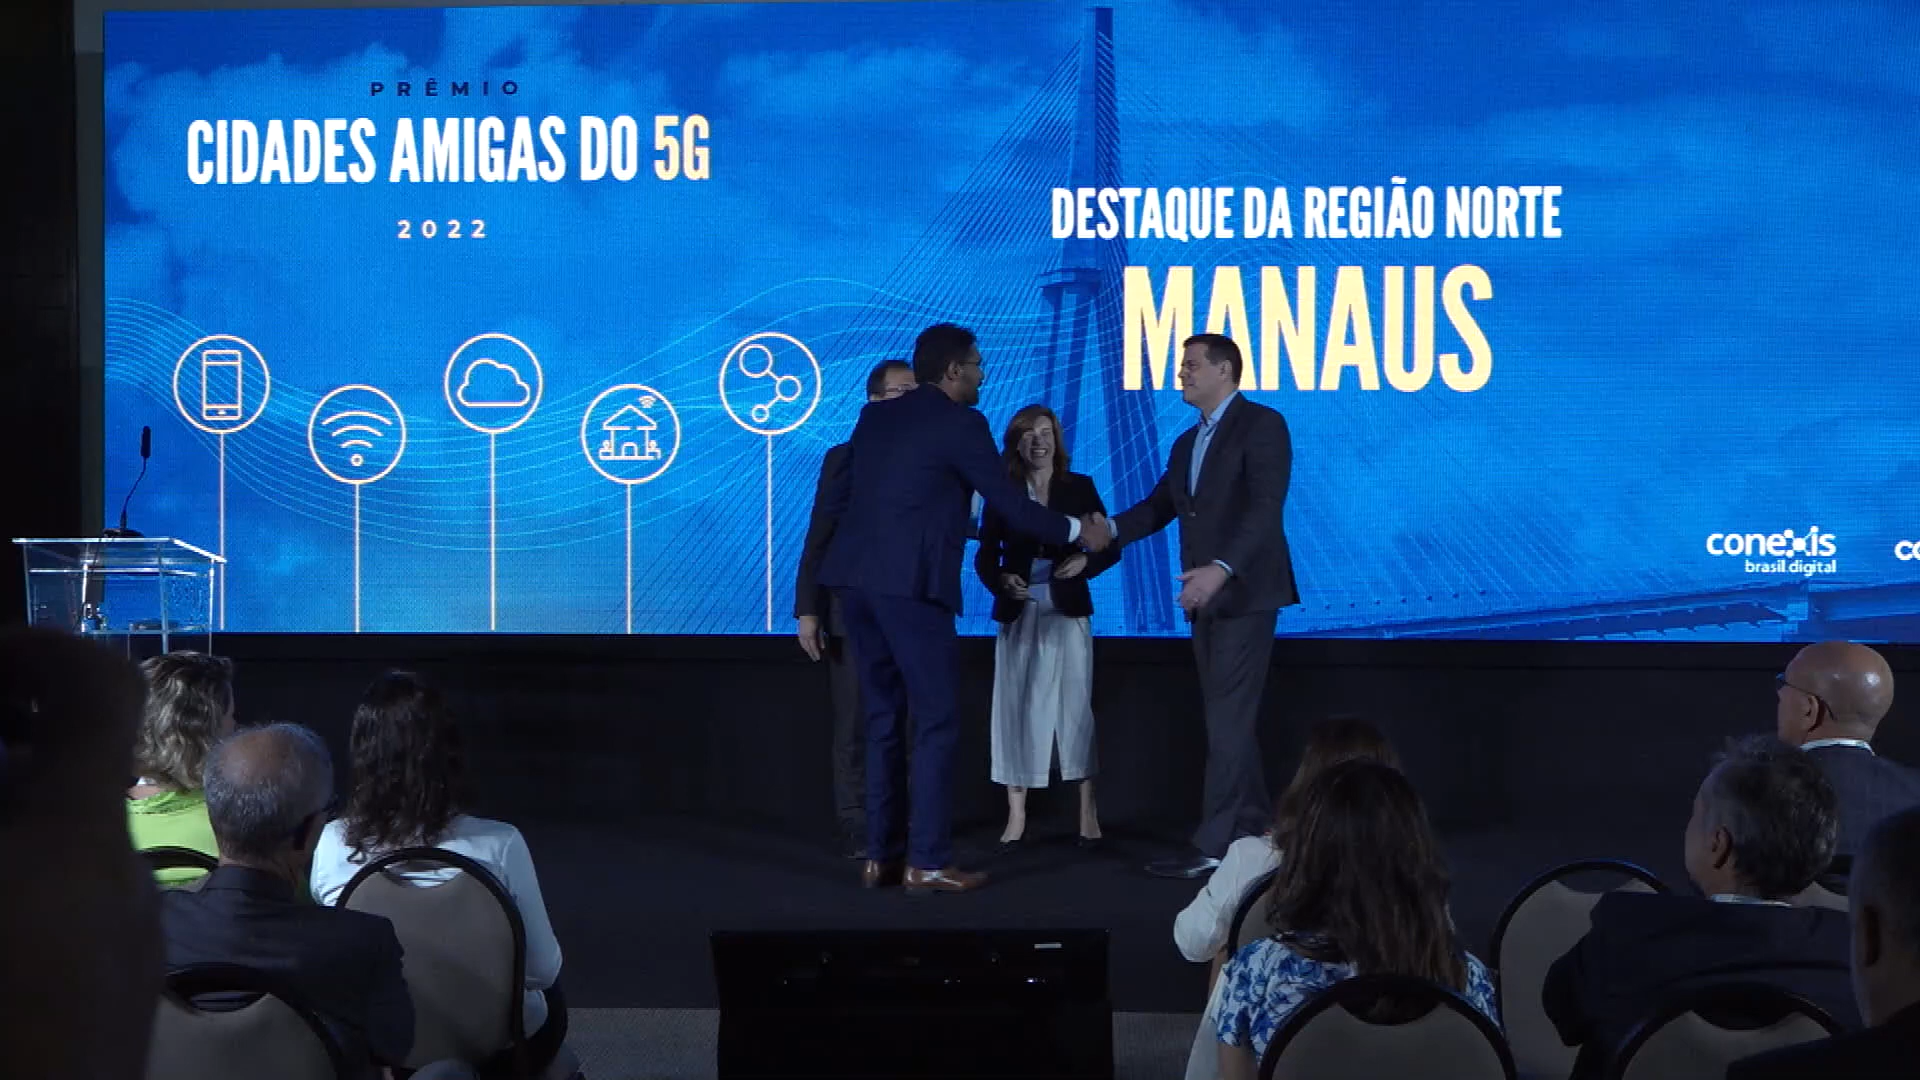 PRÊMIO
CIDADES AMIGAS DO 5G
2022
DESTAQUE DA REGIÃO NORTE
MANAUS
conexis
brasil digital